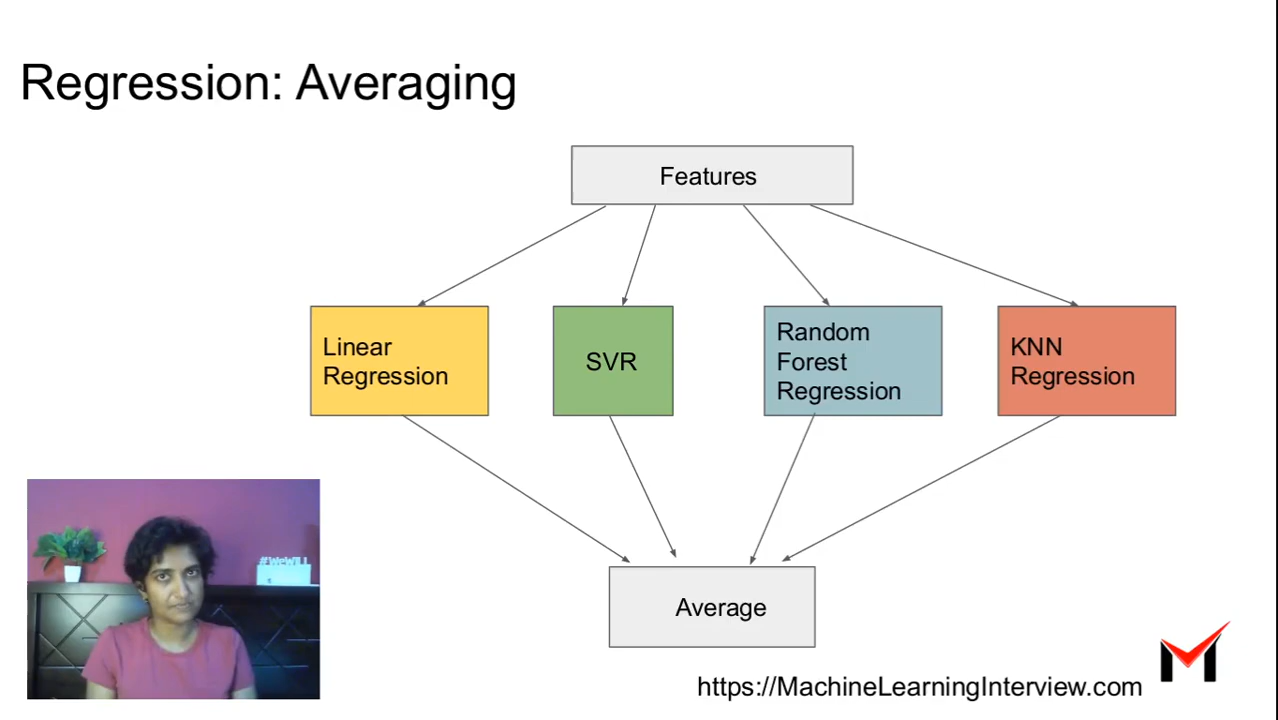 Regression: Averaging
Features
Linear
Regression
SVR
Random
Forest
Regression
KNN
Regression
Average
https://MachineLearningInterview.com